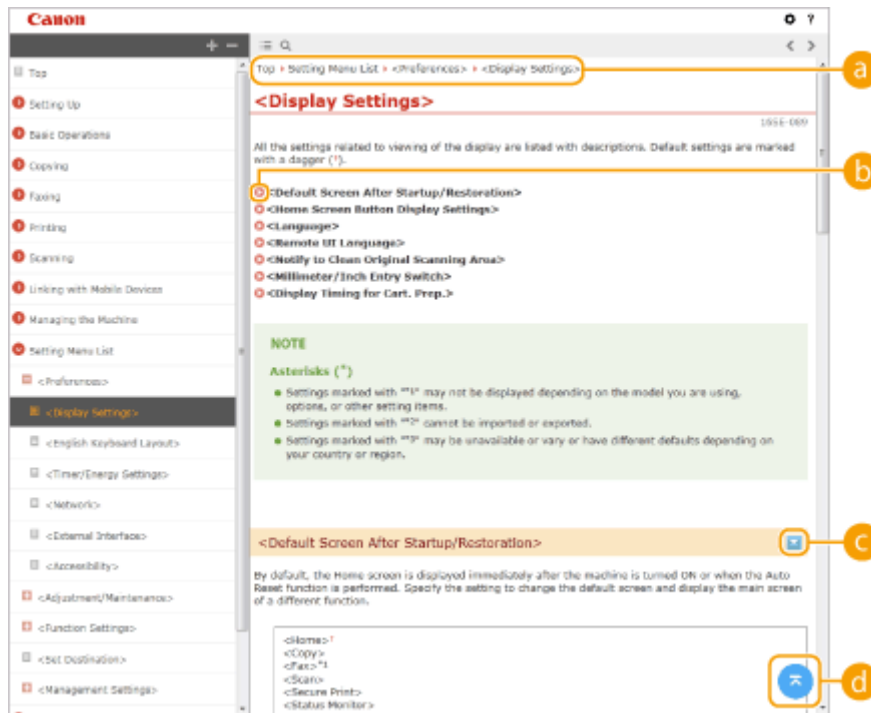 Canon
?
+ −
Top
Setting Up
Basic Operations
Copying
Faxing
Printing
Scanning
Linking with Mobile Devices
Managing the Machine
Setting Menu List
<Preferences>
<Display Settings>
<English Keyboard Layout>
<Timer/Energy Settings>
<Network>
<External Interface>
<Accessibility>
<Adjustment/Maintenance>
<Function Settings>
<Set Destination>
<Management Settings>
Top > Setting Menu List > <Preferences> > <Display Settings>
a
<Display Settings>
1S5E-089
All the settings related to viewing of the display are listed with descriptions. Default settings are marked
with a dagger (†).
b
<Default Screen After Startup/Restoration>
<Home Screen Button Display Settings>
<Language>
<Remote UI Language>
<Notify to Clean Original Scanning Area>
<Millimeter/Inch Entry Switch>
<Display Timing for Cart. Prep.>
NOTE
Asterisks (*)
Settings marked with "*1" may not be displayed depending on the model you are using,
options, or other setting items.
Settings marked with "*2" cannot be imported or exported.
Settings marked with "*3" may be unavailable or vary or have different defaults depending on
your country or region.
<Default Screen After Startup/Restoration>
c
By default, the Home screen is displayed immediately after the machine is turned ON or when the Auto
Reset function is performed. Specify the setting to change the default screen and display the main screen
of a different function.
<Home>†
<Copy>
<Fax>*1
<Scan>
<Secure Print>
<Status Monitor>
d